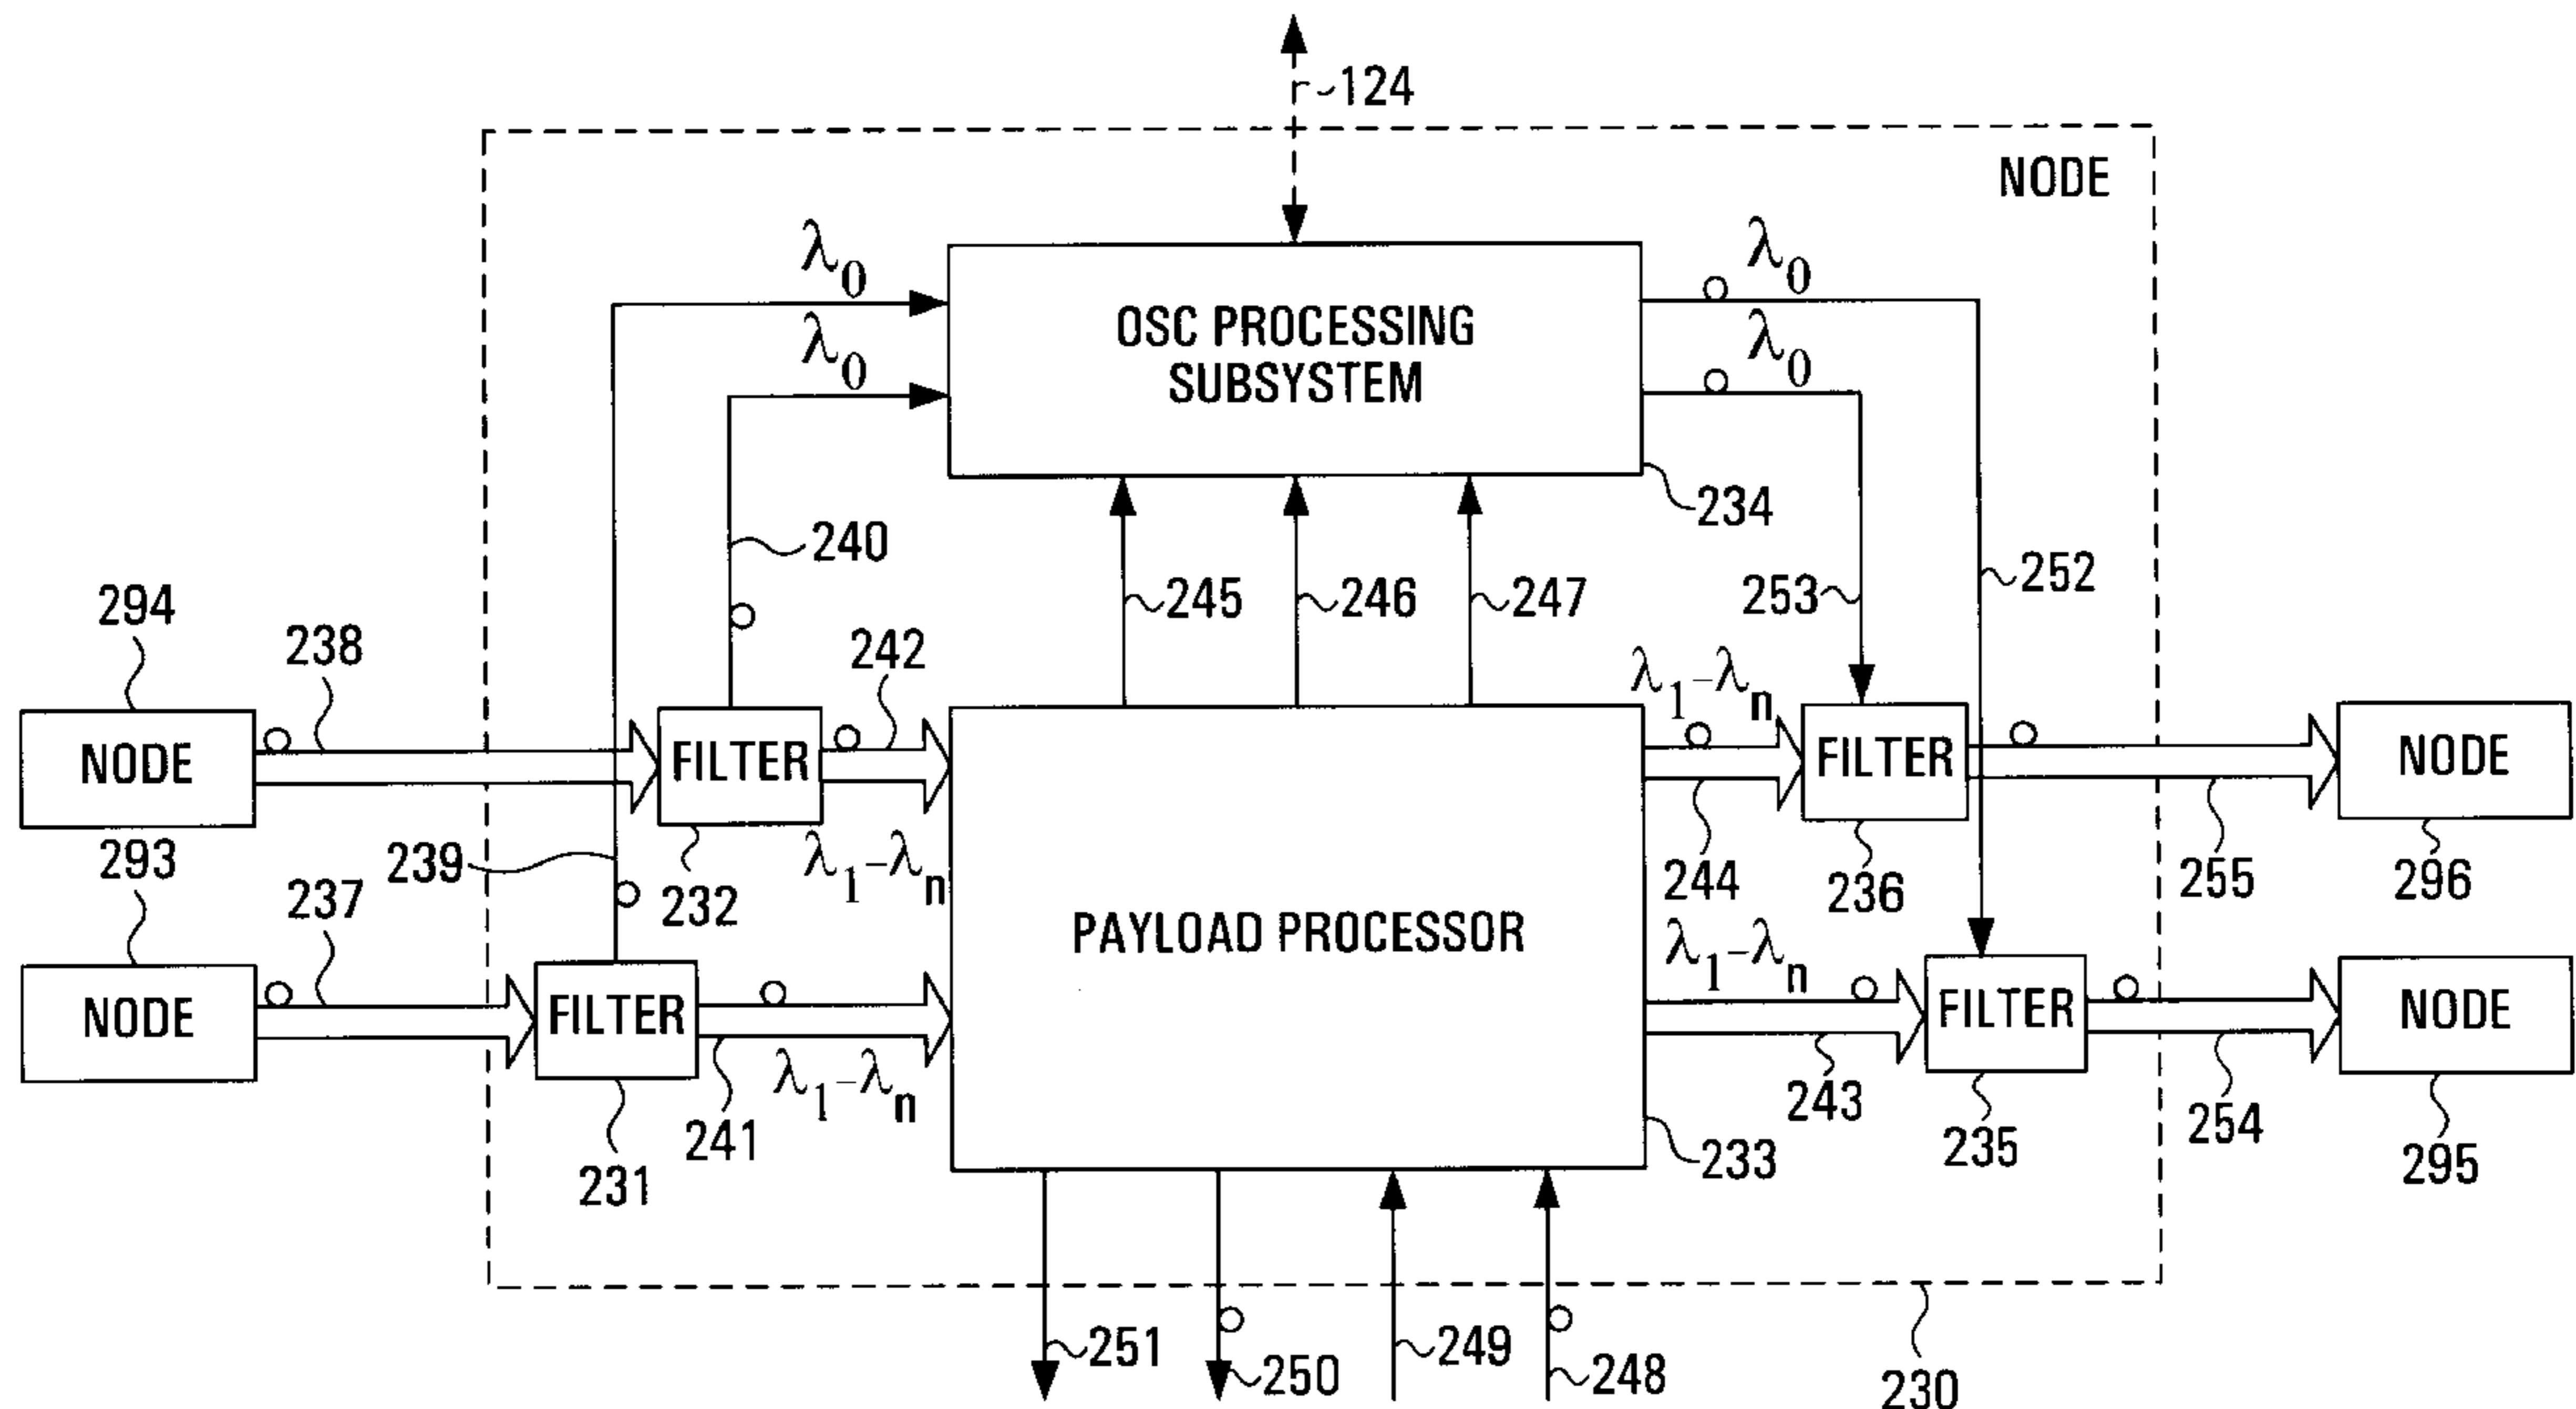 124
NODE
λ0
λ0
λ0
λ0
OSC PROCESSING
SUBSYSTEM
234
240
245
246
247
253
252
294
238
242
λ1-λn
NODE
FILTER
FILTER
NODE
293
239
232
λ1-λn
244
236
255
296
237
PAYLOAD PROCESSOR
λ1-λn
NODE
FILTER
FILTER
NODE
241
λ1-λn
243
231
233
235
254
295
251
250
249
248
230